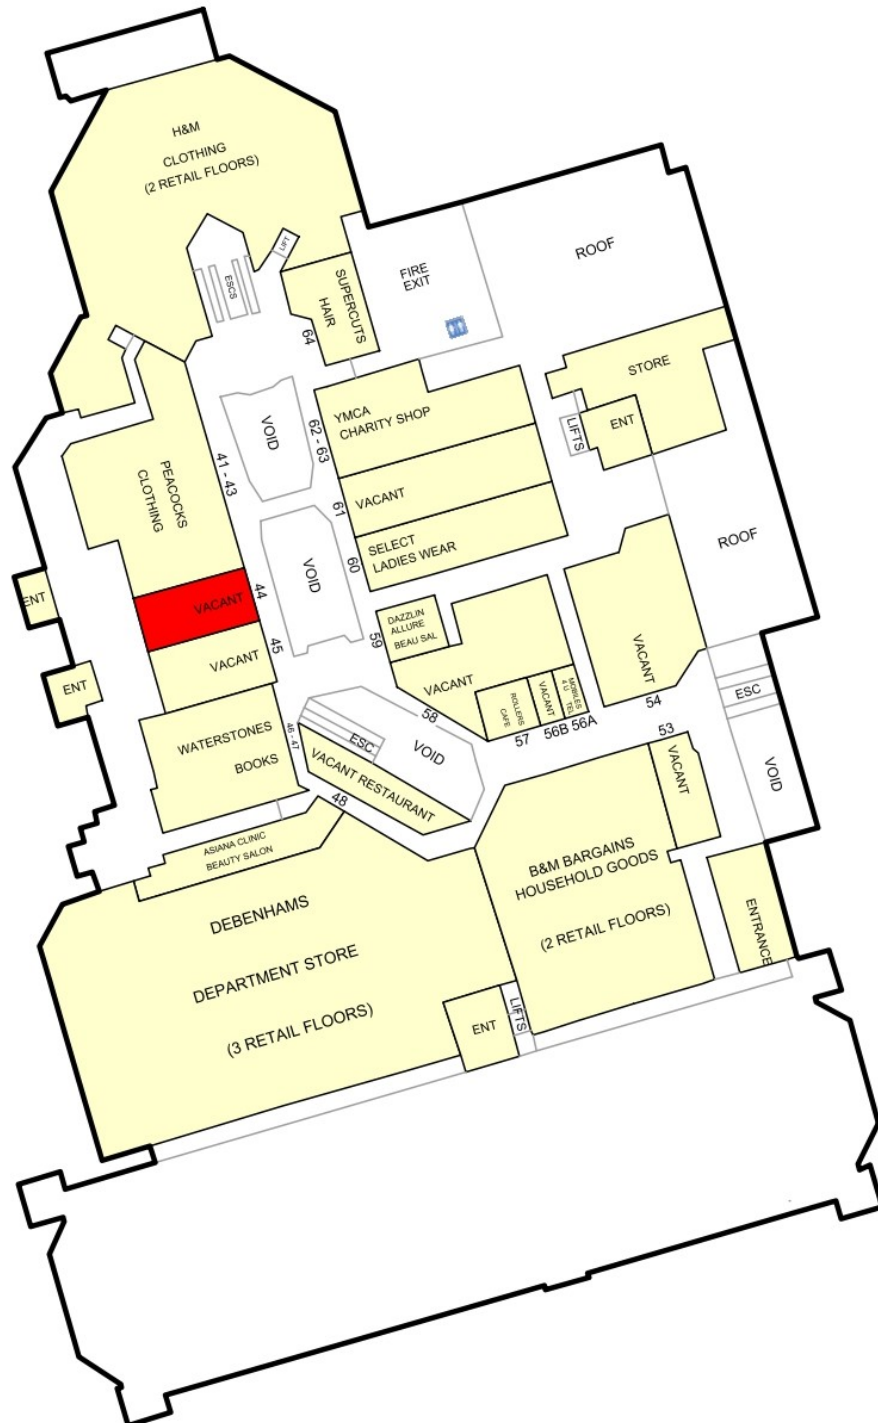 H&M
CLOTHING
(2 RETAIL FLOORS)
ESCS
LIFT
SUPERCUTS
HAIR
64
FIRE
EXIT
ROOF
STORE
ENT
LIFTS
ROOF
VOID
62 - 63
YMCA
CHARITY SHOP
PEACOCKS
CLOTHING
41 - 43
VACANT
61
SELECT
LADIES WEAR
60
VOID
ENT
VACANT
44
DAZZLIN
ALLURE
BEAU SAL
59
VACANT
45
ENT
VACANT
VACANT
54
ESC
VOID
WATERSTONES
BOOKS
46 - 47
ESC
VOID
58
ROLLERS
CAFE
57
VACANT
56B
MOBILES
4 U
TEL
56A
53
VACANT
VACANT RESTAURANT
48
ASIANA CLINIC
BEAUTY SALON
B&M BARGAINS
HOUSEHOLD GOODS
(2 RETAIL FLOORS)
DEBENHAMS
DEPARTMENT STORE
(3 RETAIL FLOORS)
ENT
LIFTS
ENTRANCE